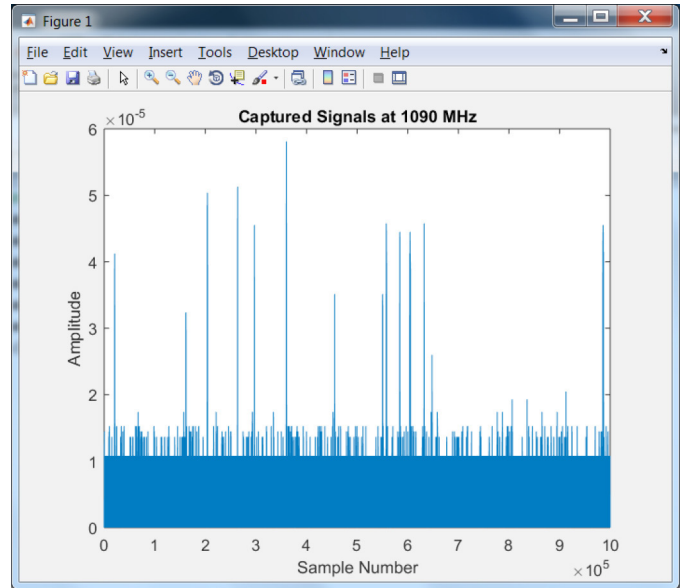 Figure 1
File Edit View Insert Tools Desktop Window Help
×10⁻⁵
Captured Signals at 1090 MHz
6
5
4
3
2
1
0
Amplitude
0 1 2 3 4 5 6 7 8 9 10
Sample Number
×10⁵